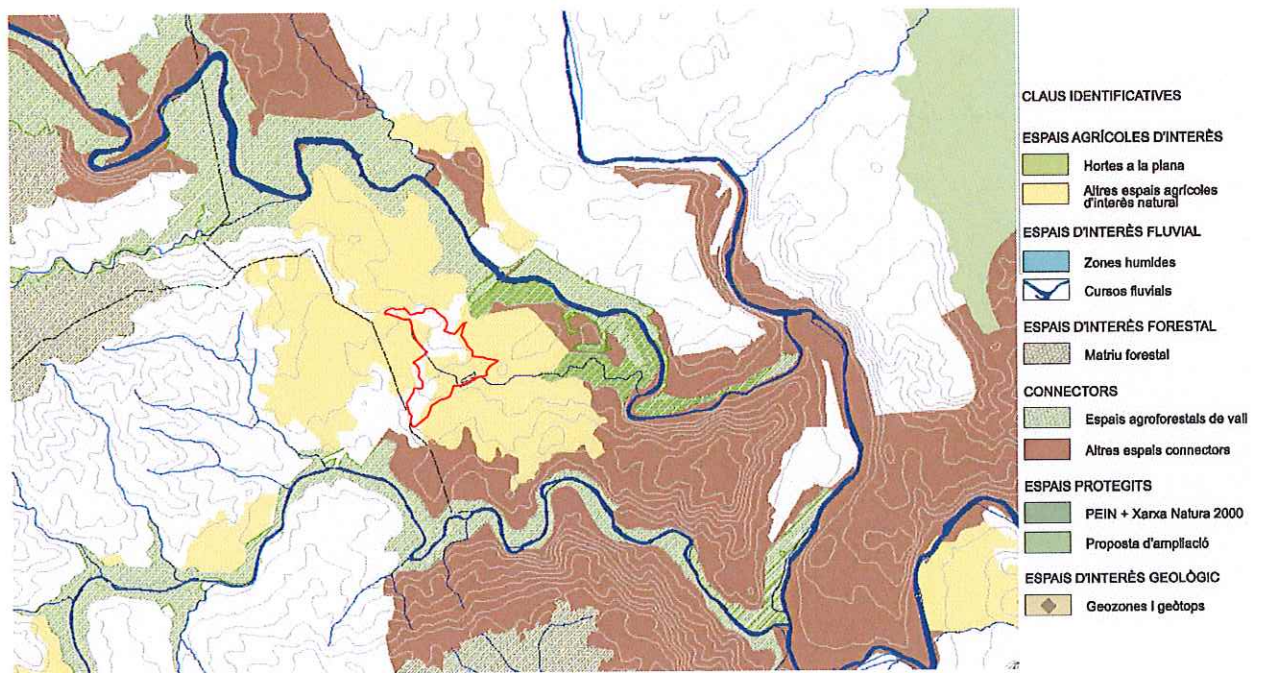 CLAUS IDENTIFICATIVES
ESPAIS AGRÍCOLES D'INTERÈS
Hortes a la plana
Altres espais agrícoles
d'interès natural
ESPAIS D'INTERÈS FLUVIAL
Zones humides
Cursos fluvials
ESPAIS D'INTERÈS FORESTAL
Matriu forestal
CONNECTORS
Espais agroforestals de vall
Altres espais connectors
ESPAIS PROTEGITS
PEIN + Xarxa Natura 2000
Proposta d'ampliació
ESPAIS D'INTERÈS GEOLÒGIC
Geozones i geòtops